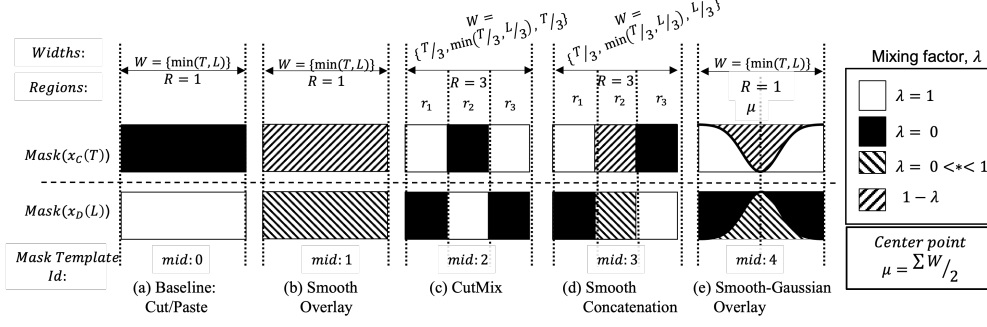 W =
{T/3, min(T/3, L/3), T/3}
W =
{T/3, min(T/3, L/3), L/3}
Widths:
W = {min(T, L)}
W = {min(T, L)}
W = {min(T, L)}
Regions:
R = 1
R = 1
R = 3
R = 3
R = 1
r1 r2 r3
r1 r2 r3
μ
Mask(xC(T))
Mask(xD(L))
Mask Template
Id:
mid: 0
mid: 1
mid: 2
mid: 3
mid: 4
(a) Baseline:
Cut/Paste
(b) Smooth
Overlay
(c) CutMix
(d) Smooth
Concatenation
(e) Smooth-Gaussian
Overlay
Mixing factor, λ
λ = 1
λ = 0
λ = 0 <*< 1
1 − λ
Center point
μ = ΣW/2